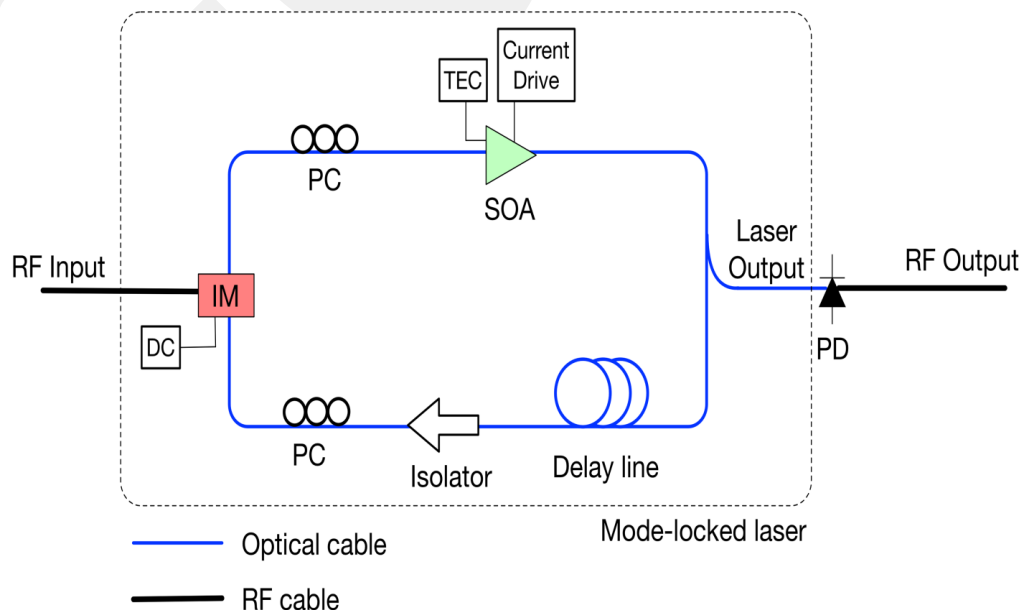 Current
Drive
TEC
PC
SOA
Laser
Output
RF Input
RF Output
IM
DC
PD
PC
Isolator
Delay line
Mode-locked laser
Optical cable
RF cable